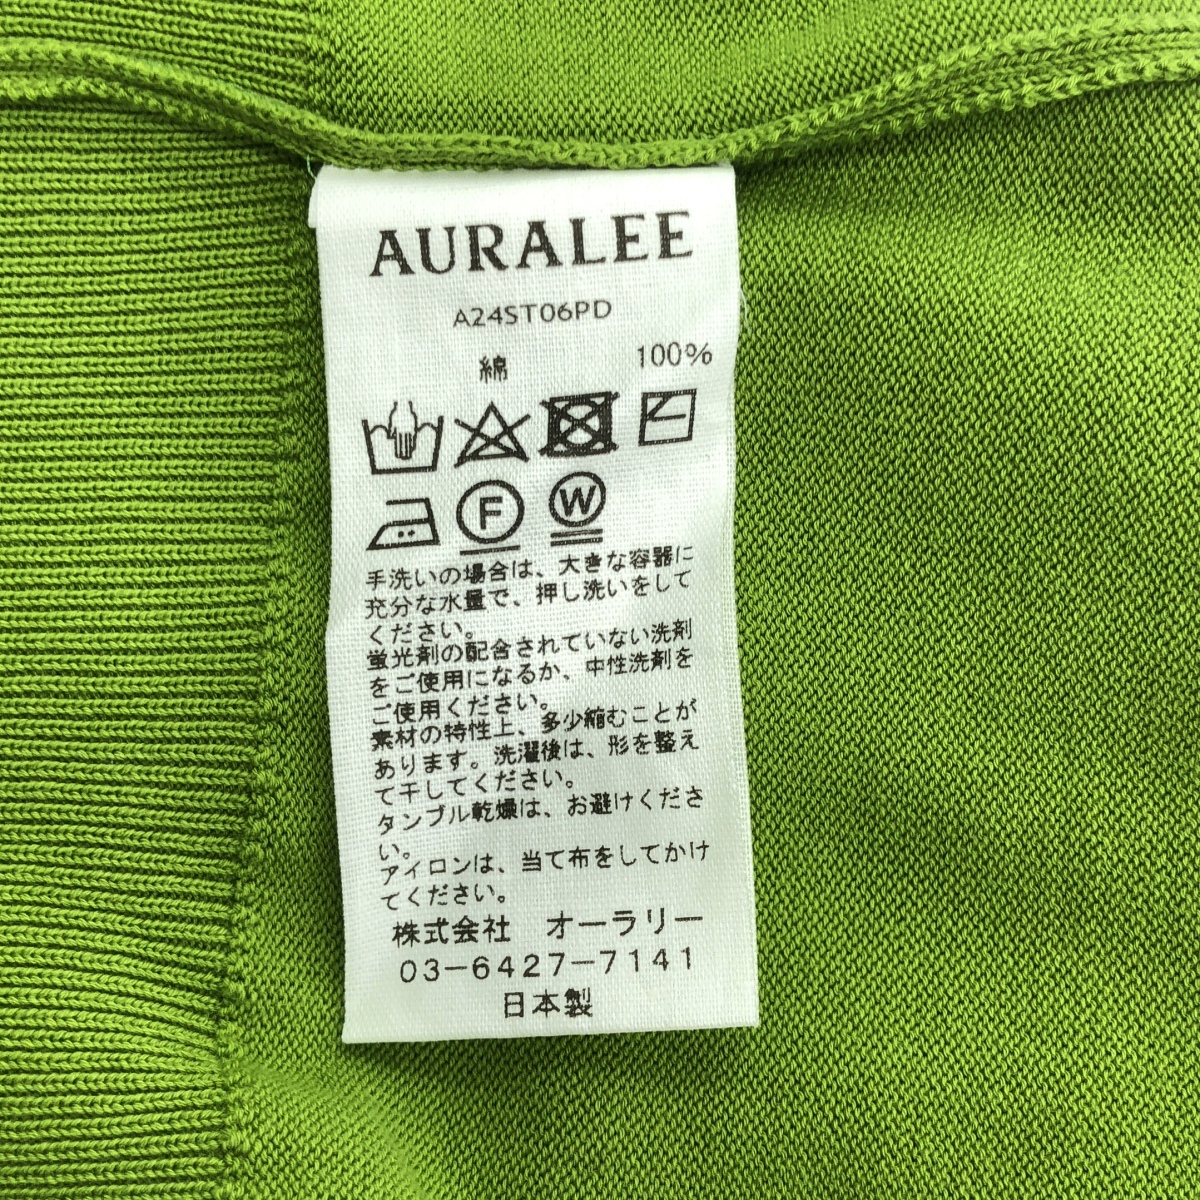 AURALEE
A24ST06PD
綿 100%
F W
手洗いの場合は、大きな容器に
充分な水量で、押し洗いをして
ください。
蛍光剤の配合されていない洗剤
をご使用になるか、中性洗剤を
ご使用ください。
素材の特性上、多少縮むことが
あります。洗濯後は、形を整え
て干してください。
タンブル乾燥は、お避けくださ
い。
アイロンは、当て布をしてかけ
てください。
株式会社 オーラリー
03-6427-7141
日本製